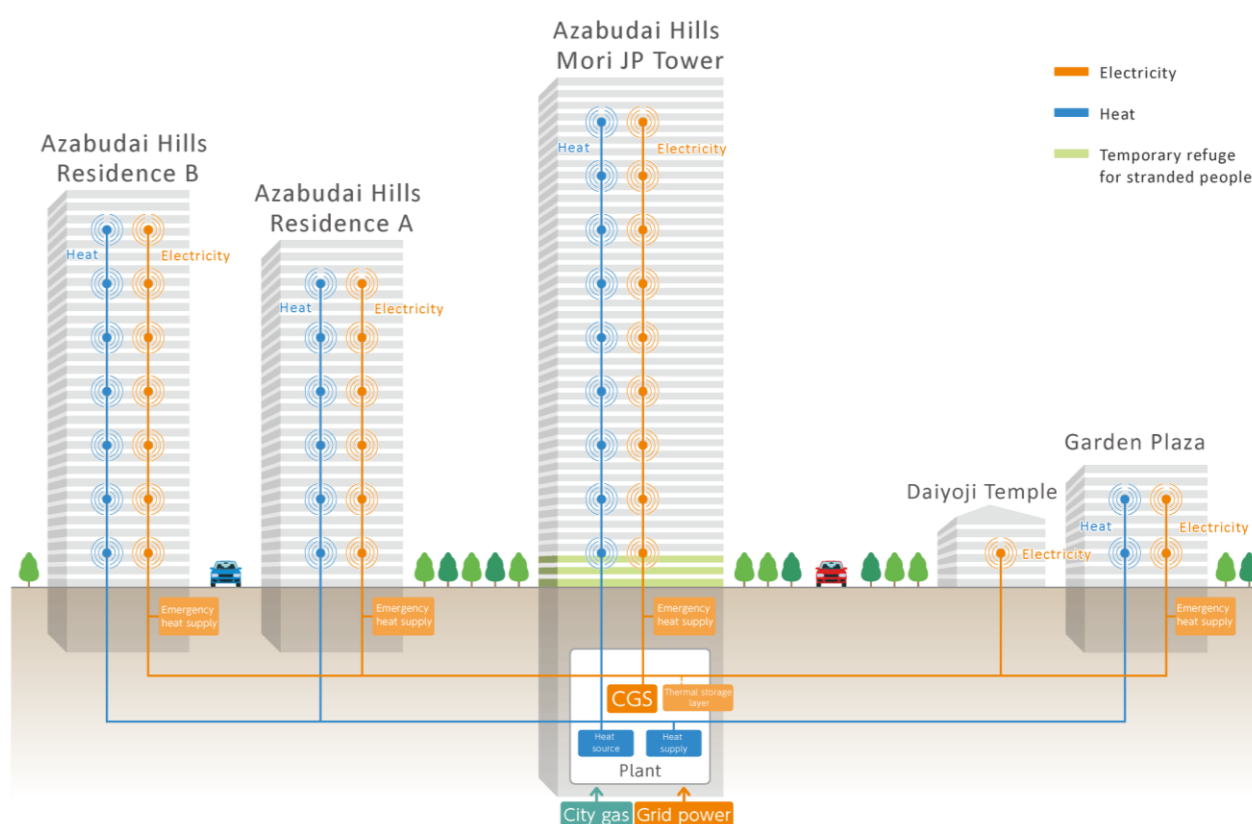 Azabudai Hills
Mori JP Tower
Electricity
Heat
Temporary refuge
for stranded people
Azabudai Hills
Residence B
Azabudai Hills
Residence A
Heat
Electricity
Heat
Electricity
Heat
Electricity
Garden Plaza
Daiyoji Temple
Heat
Electricity
Electricity
Emergency
heat supply
Emergency
heat supply
Emergency
heat supply
Emergency
heat supply
CGS
Thermal storage
layer
Heat
source
Heat
supply
Plant
City gas
Grid power